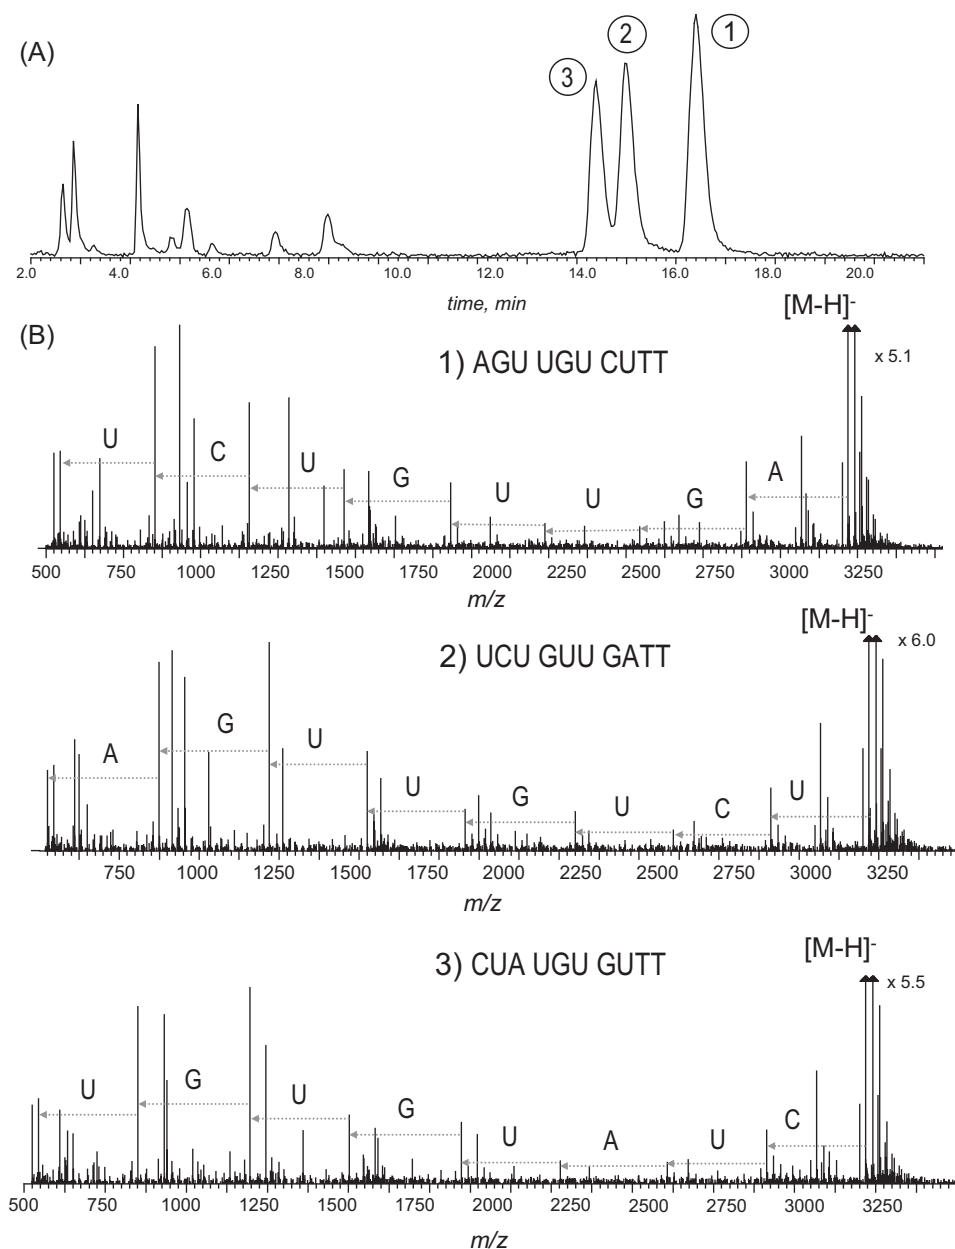 (A)
3
2
1
2.0 4.0 6.0 8.0 10.0 12.0 14.0 16.0 18.0 20.0
time, min
(B)
[M-H]-
1) AGU UGU CUTT
x 5.1
U C U G U U G A
500 750 1000 1250 1500 1750 2000 2250 2500 2750 3000 3250
m/z
[M-H]-
2) UCU GUU GATT
x 6.0
A G U U G U C U
750 1000 1250 1500 1750 2000 2250 2500 2750 3000 3250
m/z
[M-H]-
3) CUA UGU GUTT
x 5.5
U G U G U A U C
500 750 1000 1250 1500 1750 2000 2250 2500 2750 3000 3250
m/z